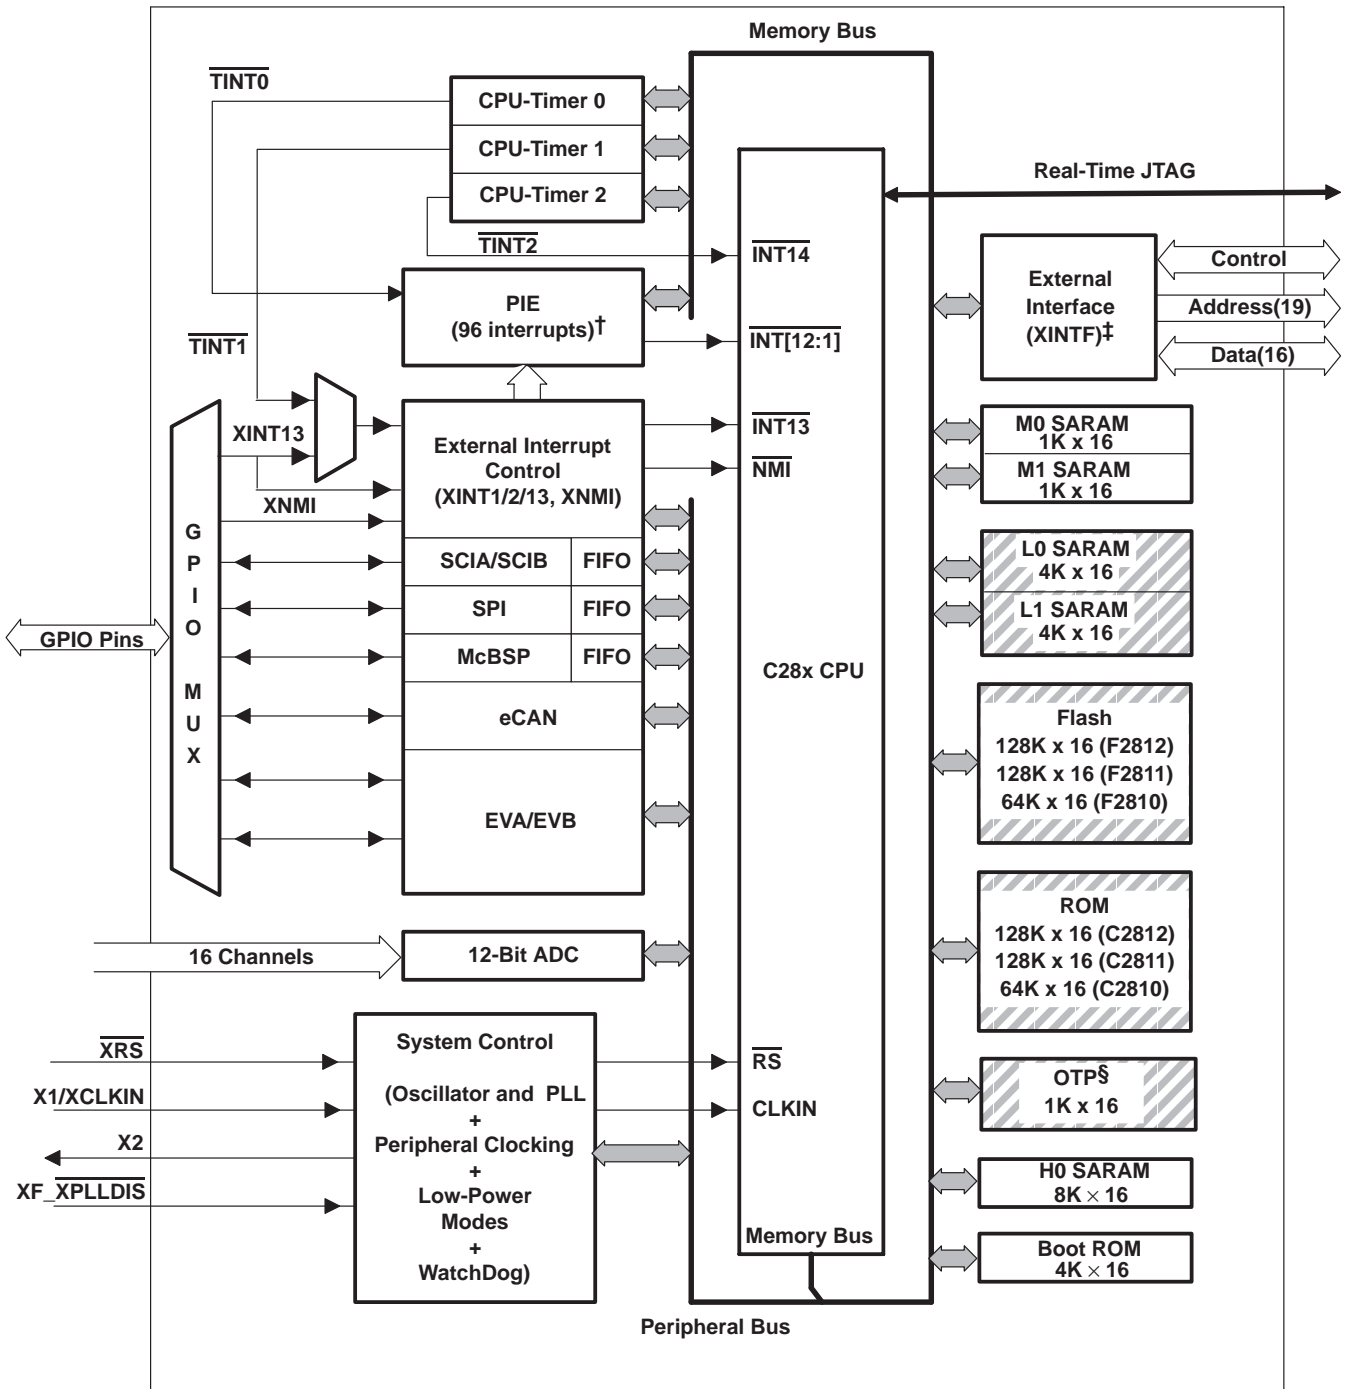 Memory Bus
TINT0
CPU-Timer 0
CPU-Timer 1
CPU-Timer 2
Real-Time JTAG
TINT2
INT14
Control
External
Interface
(XINTF)‡
Address(19)
Data(16)
PIE
(96 interrupts)†
TINT1
INT[12:1]
XINT13
INT13
External Interrupt
Control
(XINT1/2/13, XNMI)
NMI
XNMI
M0 SARAM
1K x 16
M1 SARAM
1K x 16
G
P
I
O
M
U
X
GPIO Pins
SCIA/SCIB
FIFO
SPI
FIFO
McBSP
FIFO
eCAN
EVA/EVB
C28x CPU
L0 SARAM
4K x 16
L1 SARAM
4K x 16
Flash
128K x 16 (F2812)
128K x 16 (F2811)
64K x 16 (F2810)
16 Channels
12-Bit ADC
ROM
128K x 16 (C2812)
128K x 16 (C2811)
64K x 16 (C2810)
XRS
X1/XCLKIN
X2
XF_XPLLDIS
System Control
(Oscillator and PLL
+
Peripheral Clocking
+
Low-Power
Modes
+
WatchDog)
RS
CLKIN
OTP§
1K x 16
H0 SARAM
8K × 16
Memory Bus
Boot ROM
4K × 16
Peripheral Bus